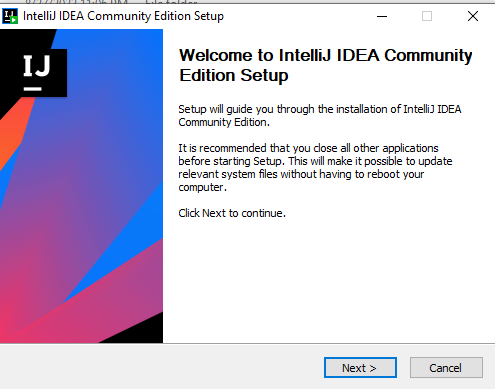 IntelliJ IDEA Community Edition Setup
IJ
Welcome to IntelliJ IDEA Community
Edition Setup
Setup will guide you through the installation of IntelliJ IDEA
Community Edition.
It is recommended that you close all other applications
before starting Setup. This will make it possible to update
relevant system files without having to reboot your
computer.
Click Next to continue.
Next >
Cancel